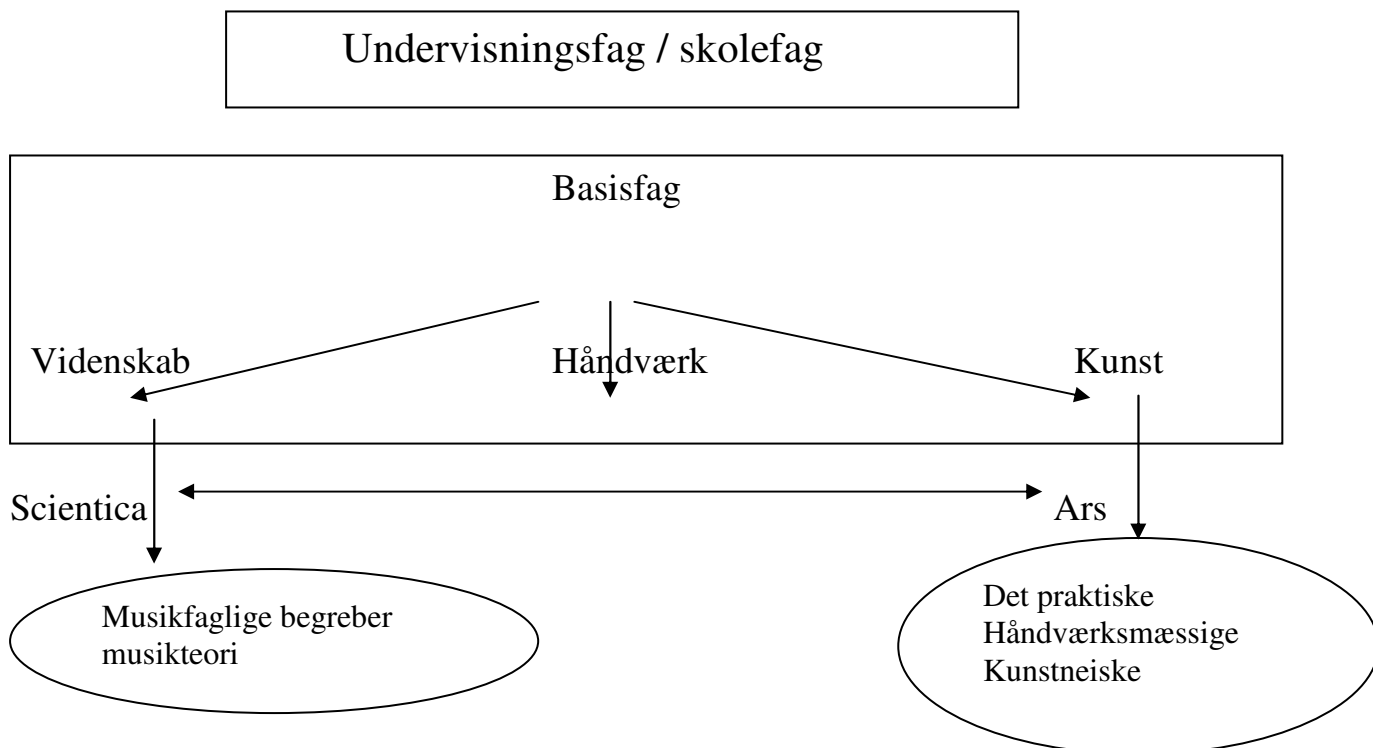 Undervisningsfag / skolefag
Basisfag
Videnskab
Håndværk
Kunst
Scientica
Ars
Musikfaglige begreber
musikteori
Det praktiske
Håndværksmæssige
Kunstneiske